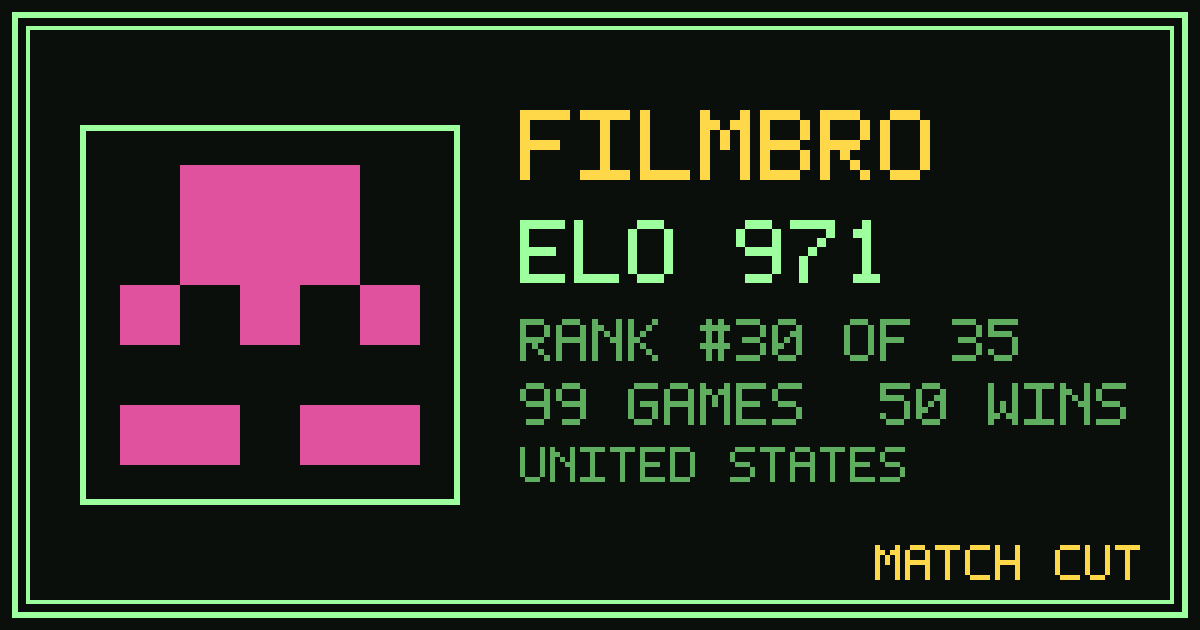 FILMBRO
ELO 971
RANK #30 OF 35
99 GAMES  50 WINS
UNITED STATES
MATCH CUT